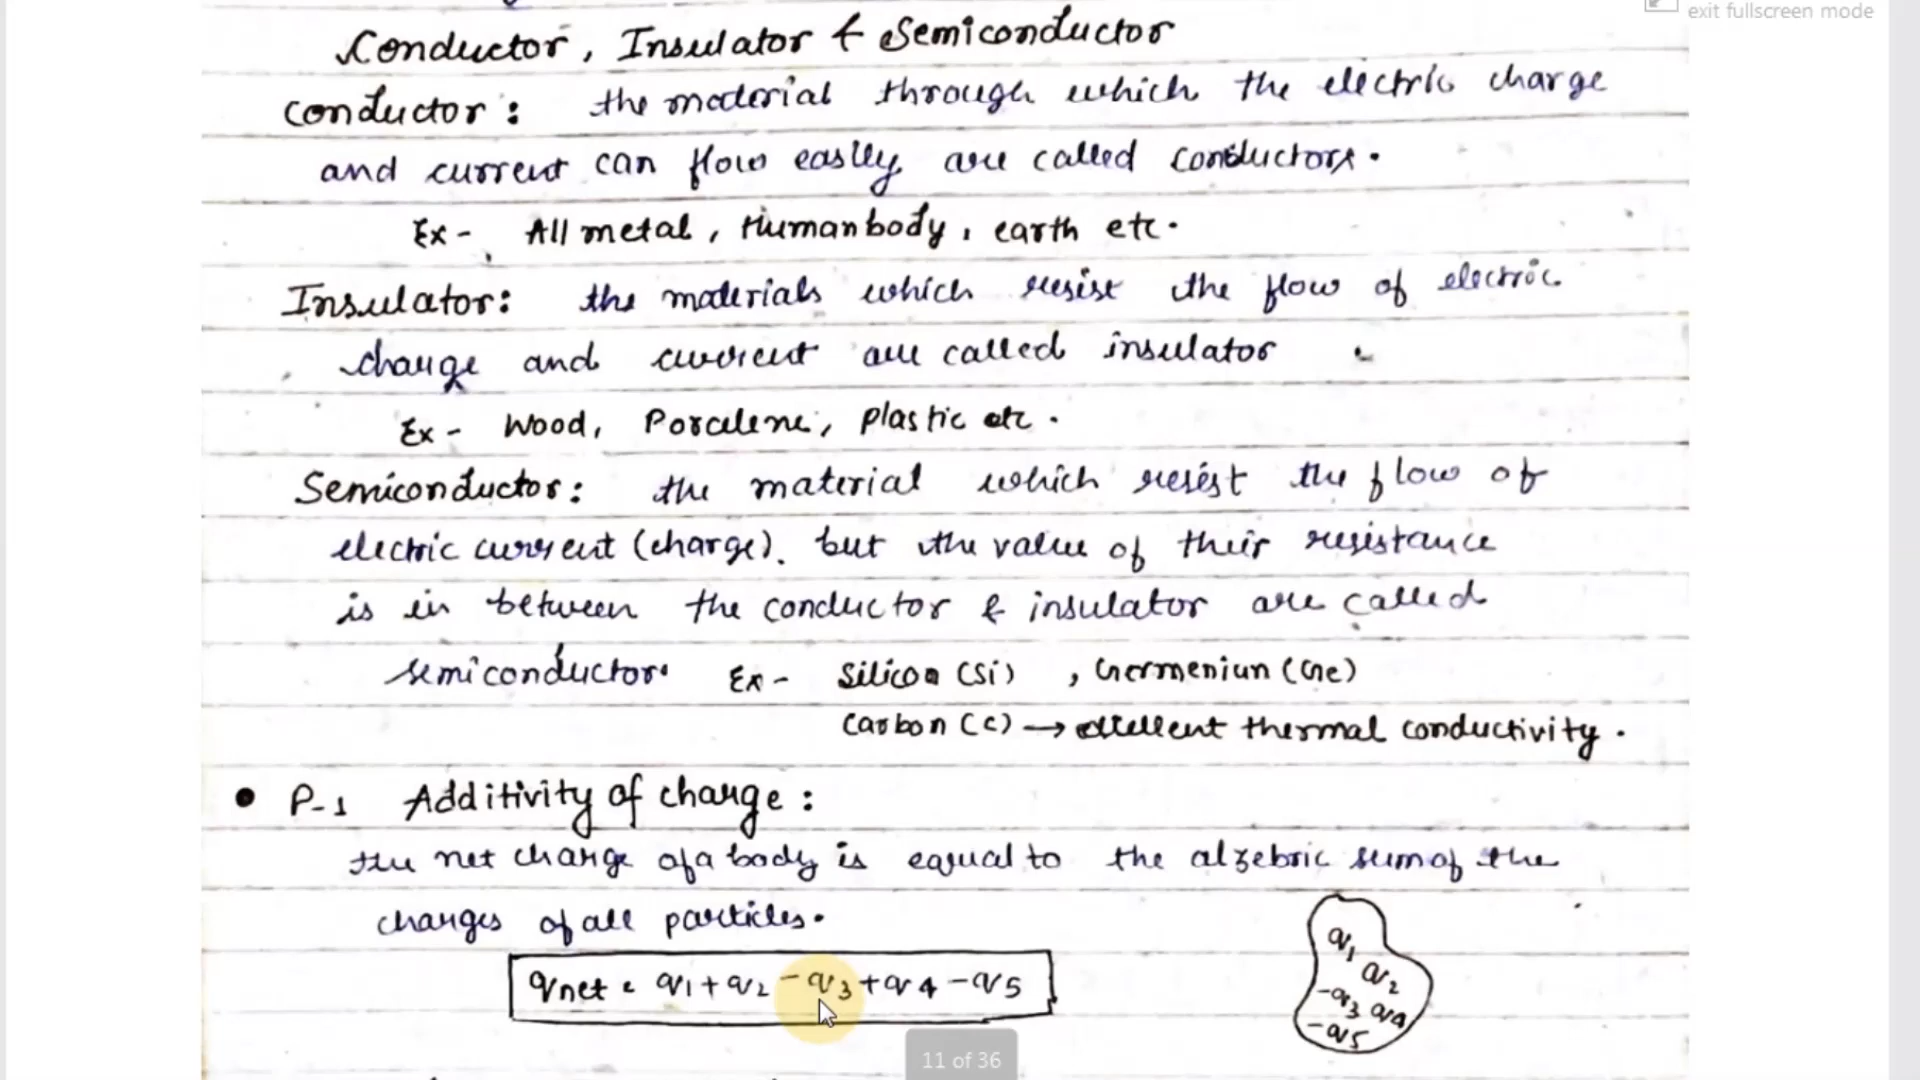 exit fullscreen mode
Conductor, Insulator & Semiconductor
Conductor: the material through which the electric charge
and current can flow easlly are called conductors.
Ex - All metal, Human body, earth etc.
Insulator: the materials which resist the flow of electric
charge and current are called insulator
Ex - Wood, Porcelene, Plastic etc.
Semiconductor: the material which resist the flow of
electric current (charge). but the value of their resistance
is in between the conductor & insulator are called
semiconductor. Ex - Silicon (Si), Germeniun (Ge)
Carbon (C) → excellent thermal conductivity.
• P-1 Additivity of charge:
the net charge of a body is equal to the algebric sum of the
charges of all particles.
qnet = q1 + q2 - q3 + q4 - q5
q1
q2
-q3 q4
-q5
11 of 36